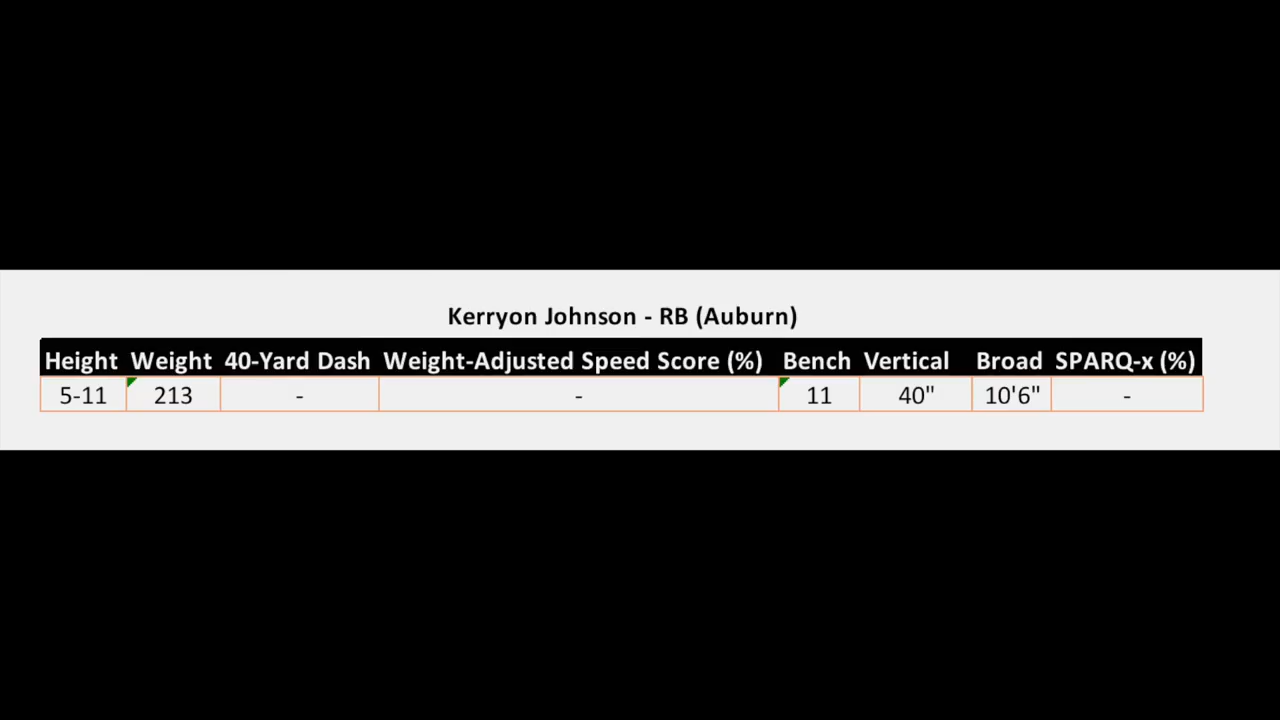 Kerryon Johnson - RB (Auburn)
Height Weight 40-Yard Dash Weight-Adjusted Speed Score (%) Bench Vertical Broad SPARQ-x (%)
5-11 213 - - 11 40" 10'6" -